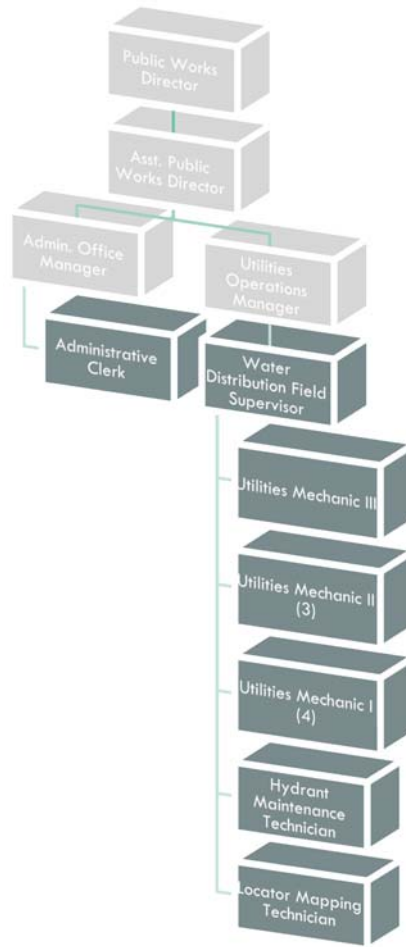 Public Works
Director
Asst. Public
Works Director
Admin. Office
Manager
Utilities
Operations
Manager
Administrative
Clerk
Water
Distribution Field
Supervisor
Utilities Mechanic III
Utilities Mechanic II
(3)
Utilities Mechanic I
(4)
Hydrant
Maintenance
Technician
Locator Mapping
Technician